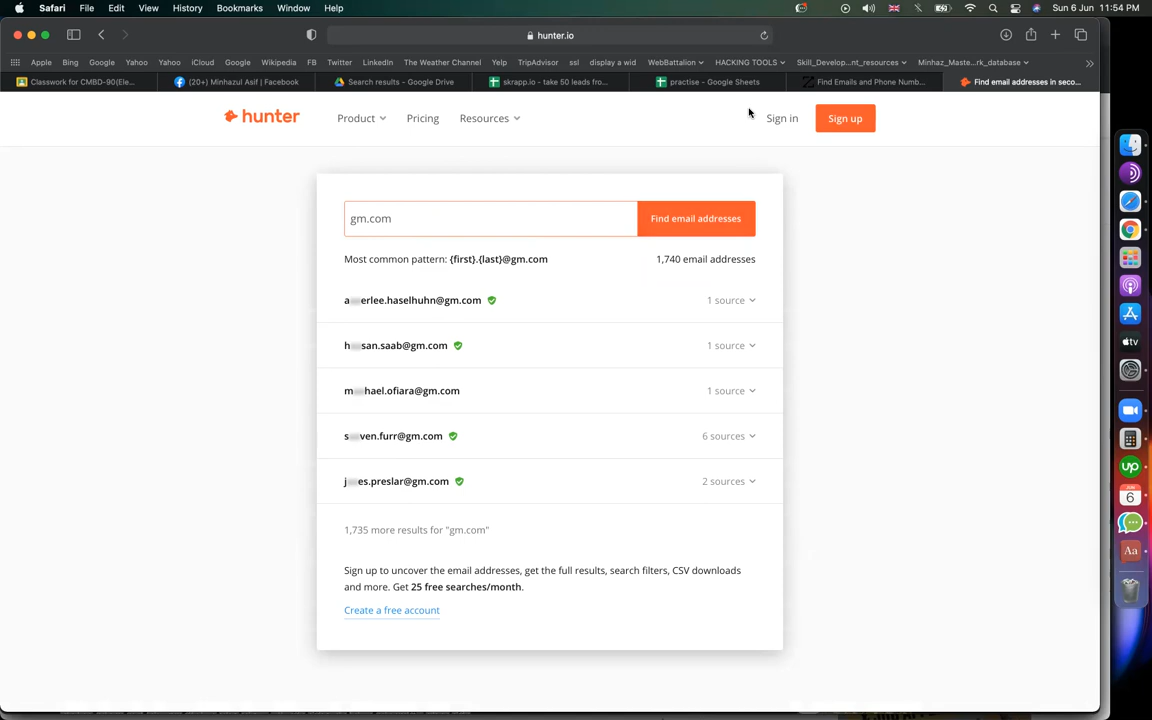 Safari File Edit View History Bookmarks Window Help Sun 6 Jun 11:54 PM
hunter.io
Apple Bing Google Yahoo Yahoo iCloud Google Wikipedia FB Twitter LinkedIn The Weather Channel Yelp TripAdvisor ssl display a wid WebBattalion HACKING TOOLS Skill_Develop...nt_resources Minhaz_Maste...rk_database
Classwork for CMBD-90(Ele... (20+) Minhazul Asif | Facebook Search results - Google Drive skrapp.io - take 50 leads fro... practise - Google Sheets Find Emails and Phone Numb... Find email addresses in seco...
hunter Product Pricing Resources Sign in Sign up
gm.com Find email addresses
Most common pattern: {first}.{last}@gm.com 1,740 email addresses
a erlee.haselhuhn@gm.com 1 source
h san.saab@gm.com 1 source
m hael.ofiara@gm.com 1 source
s ven.furr@gm.com 6 sources
j es.preslar@gm.com 2 sources
1,735 more results for "gm.com"
Sign up to uncover the email addresses, get the full results, search filters, CSV downloads
and more. Get 25 free searches/month.
Create a free account
tv
JUN
6
up
Aa